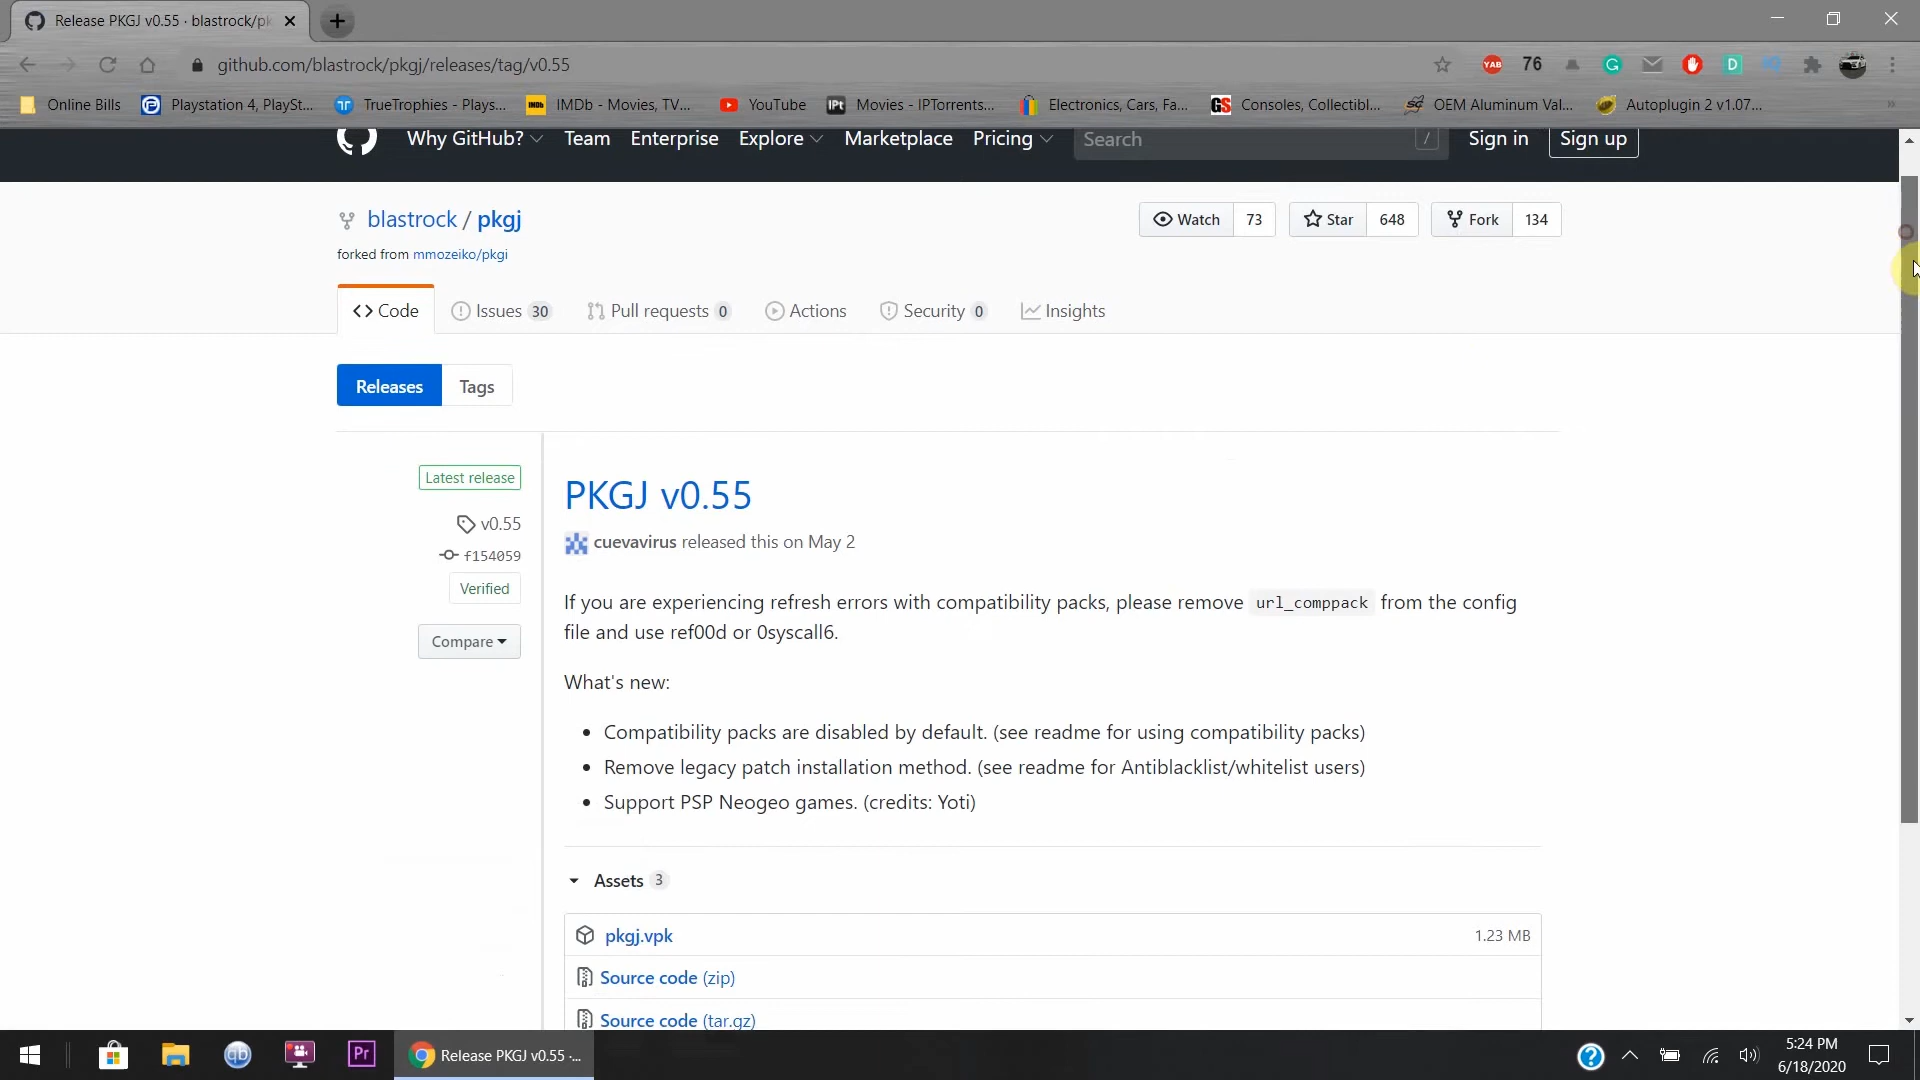 Release PKGJ v0.55 · blastrock/pk
github.com/blastrock/pkgj/releases/tag/v0.55
YAB 76 G D
Online Bills Playstation 4, PlaySt... TT TrueTrophies - Plays... IMDb IMDb - Movies, TV... YouTube IPt Movies - IPTorrents... Electronics, Cars, Fa... GS Consoles, Collectibl... OEM Aluminum Val... Autoplugin 2 v1.07... »
Why GitHub? Team Enterprise Explore Marketplace Pricing Search / Sign in Sign up
blastrock / pkgj Watch 73 Star 648 Fork 134
forked from mmozeiko/pkgi
Code Issues 30 Pull requests 0 Actions Security 0 Insights
Releases Tags
Latest release
PKGJ v0.55
v0.55
cuevavirus released this on May 2
f154059
Verified
If you are experiencing refresh errors with compatibility packs, please remove url_comppack from the config
file and use ref00d or 0syscall6.
Compare
What's new:
• Compatibility packs are disabled by default. (see readme for using compatibility packs)
• Remove legacy patch installation method. (see readme for Antiblacklist/whitelist users)
• Support PSP Neogeo games. (credits: Yoti)
Assets 3
pkgj.vpk 1.23 MB
Source code (zip)
Source code (tar.gz)
qb Pr Release PKGJ v0.55 ·... ? 5:24 PM
6/18/2020